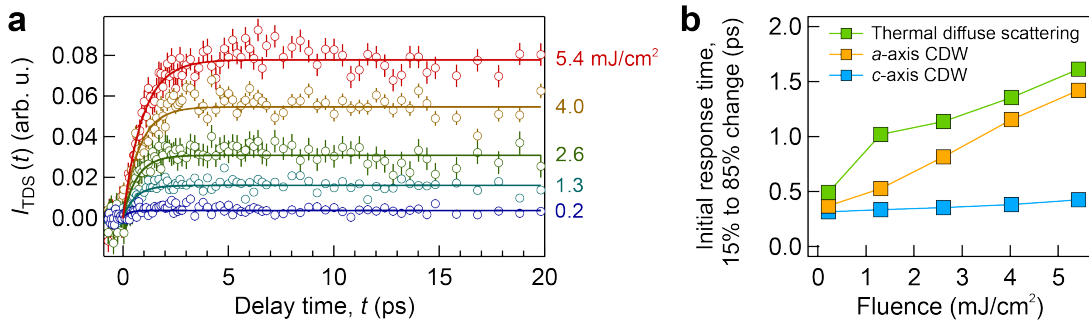 a
I_TDS (t) (arb. u.)
0.08
0.06
0.04
0.02
0.00
5.4 mJ/cm²
4.0
2.6
1.3
0.2
0 5 10 15 20
Delay time, t (ps)
b
Initial response time,
15% to 85% change (ps)
2.0
1.5
1.0
0.5
0.0
Thermal diffuse scattering
a-axis CDW
c-axis CDW
0 1 2 3 4 5
Fluence (mJ/cm²)